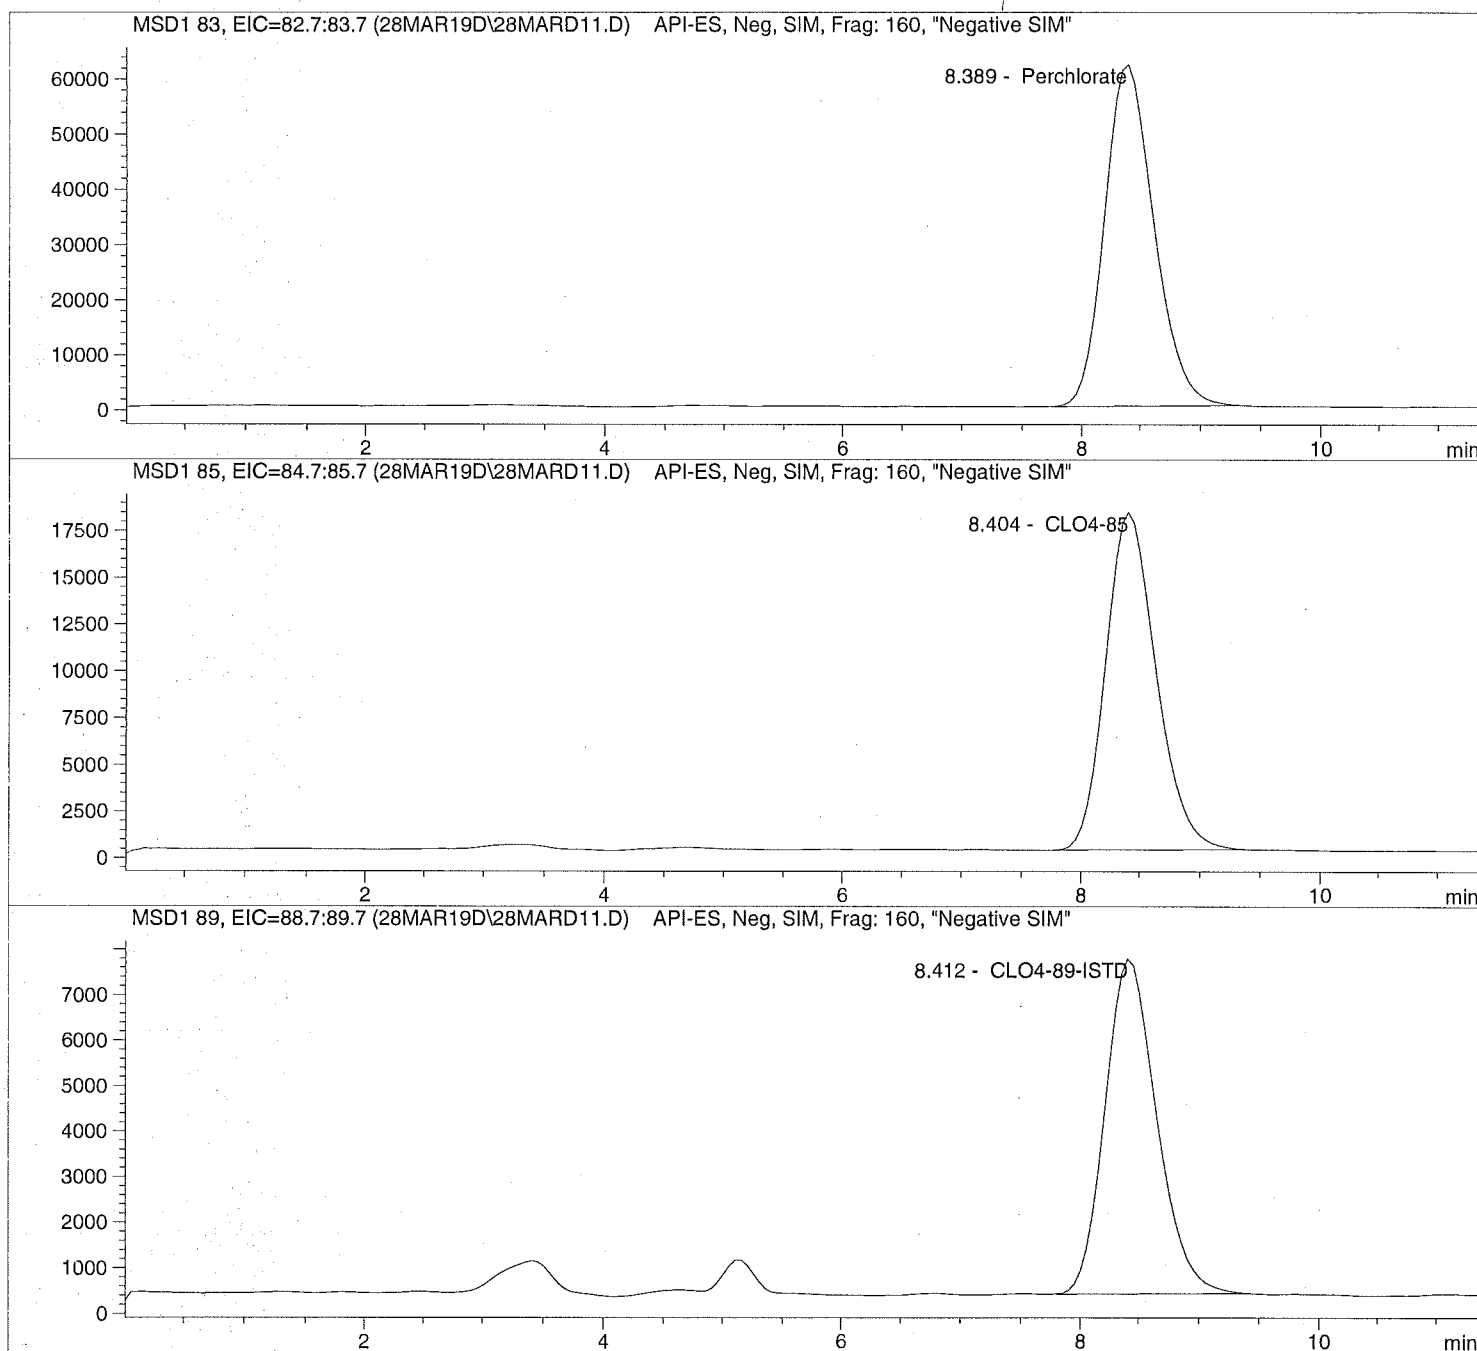 MSD1 83, EIC=82.7:83.7 (28MAR19D\28MARD11.D) API-ES, Neg, SIM, Frag: 160, "Negative SIM"
8.389 - Perchlorate
60000
50000
40000
30000
20000
10000
0
2 4 6 8 10 min
MSD1 85, EIC=84.7:85.7 (28MAR19D\28MARD11.D) API-ES, Neg, SIM, Frag: 160, "Negative SIM"
8.404 - CLO4-85
17500
15000
12500
10000
7500
5000
2500
0
2 4 6 8 10 min
MSD1 89, EIC=88.7:89.7 (28MAR19D\28MARD11.D) API-ES, Neg, SIM, Frag: 160, "Negative SIM"
8.412 - CLO4-89-ISTD
7000
6000
5000
4000
3000
2000
1000
0
2 4 6 8 10 min